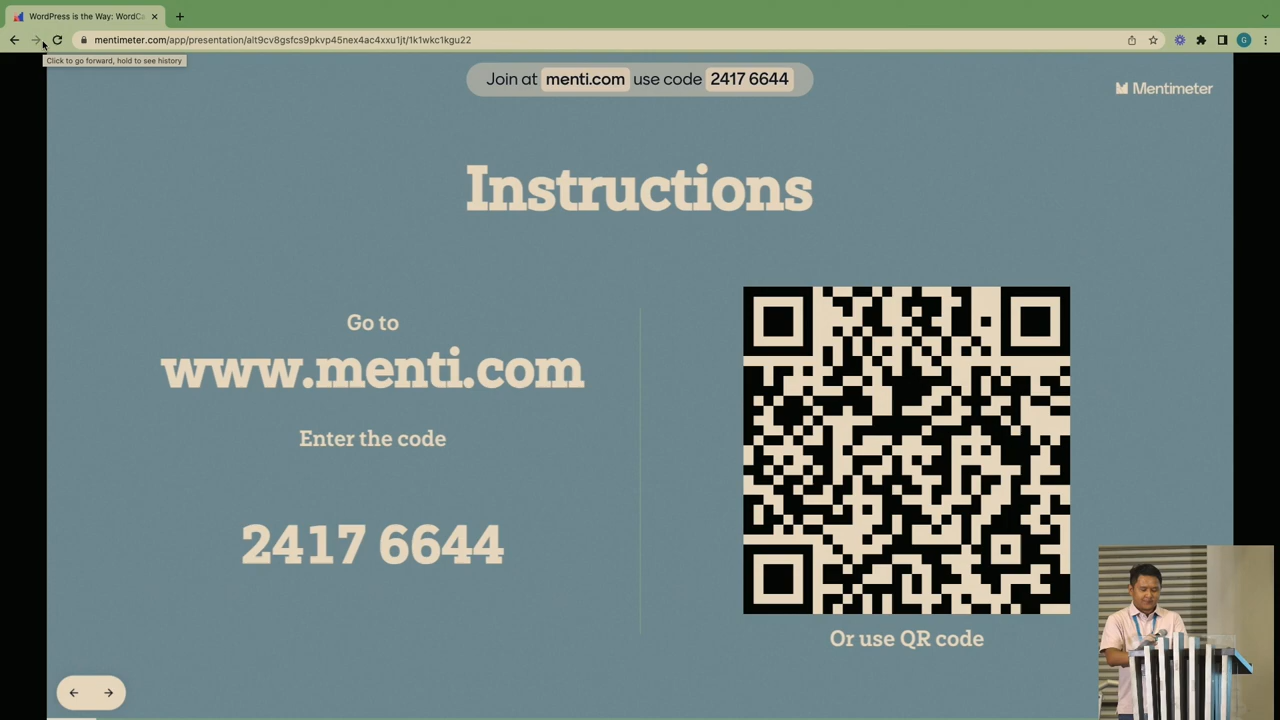 WordPress is the Way: WordCa
mentimeter.com/app/presentation/alt9cv8gsfcs9pkvp45nex4ac4xxu1jt/1k1wkc1kgu22
G
Click to go forward, hold to see history
Join at menti.com use code 2417 6644
Mentimeter
Instructions
Go to
www.menti.com
Enter the code
2417 6644
Or use QR code